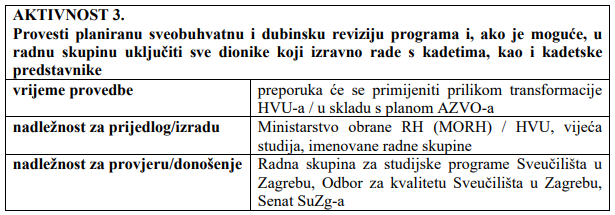 AKTIVNOST 3.
Provesti planiranu sveobuhvatnu i dubinsku reviziju programa i, ako je moguće, u
radnu skupinu uključiti sve dionike koji izravno rade s kadetima, kao i kadetske
predstavnike
vrijeme provedbe
preporuka će se primijeniti prilikom transformacije
HVU-a / u skladu s planom AZVO-a
nadležnost za prijedlog/izradu
Ministarstvo obrane RH (MORH) / HVU, vijeća
studija, imenovane radne skupine
nadležnost za provjeru/donošenje
Radna skupina za studijske programe Sveučilišta u
Zagrebu, Odbor za kvalitetu Sveučilišta u Zagrebu,
Senat SuZg-a